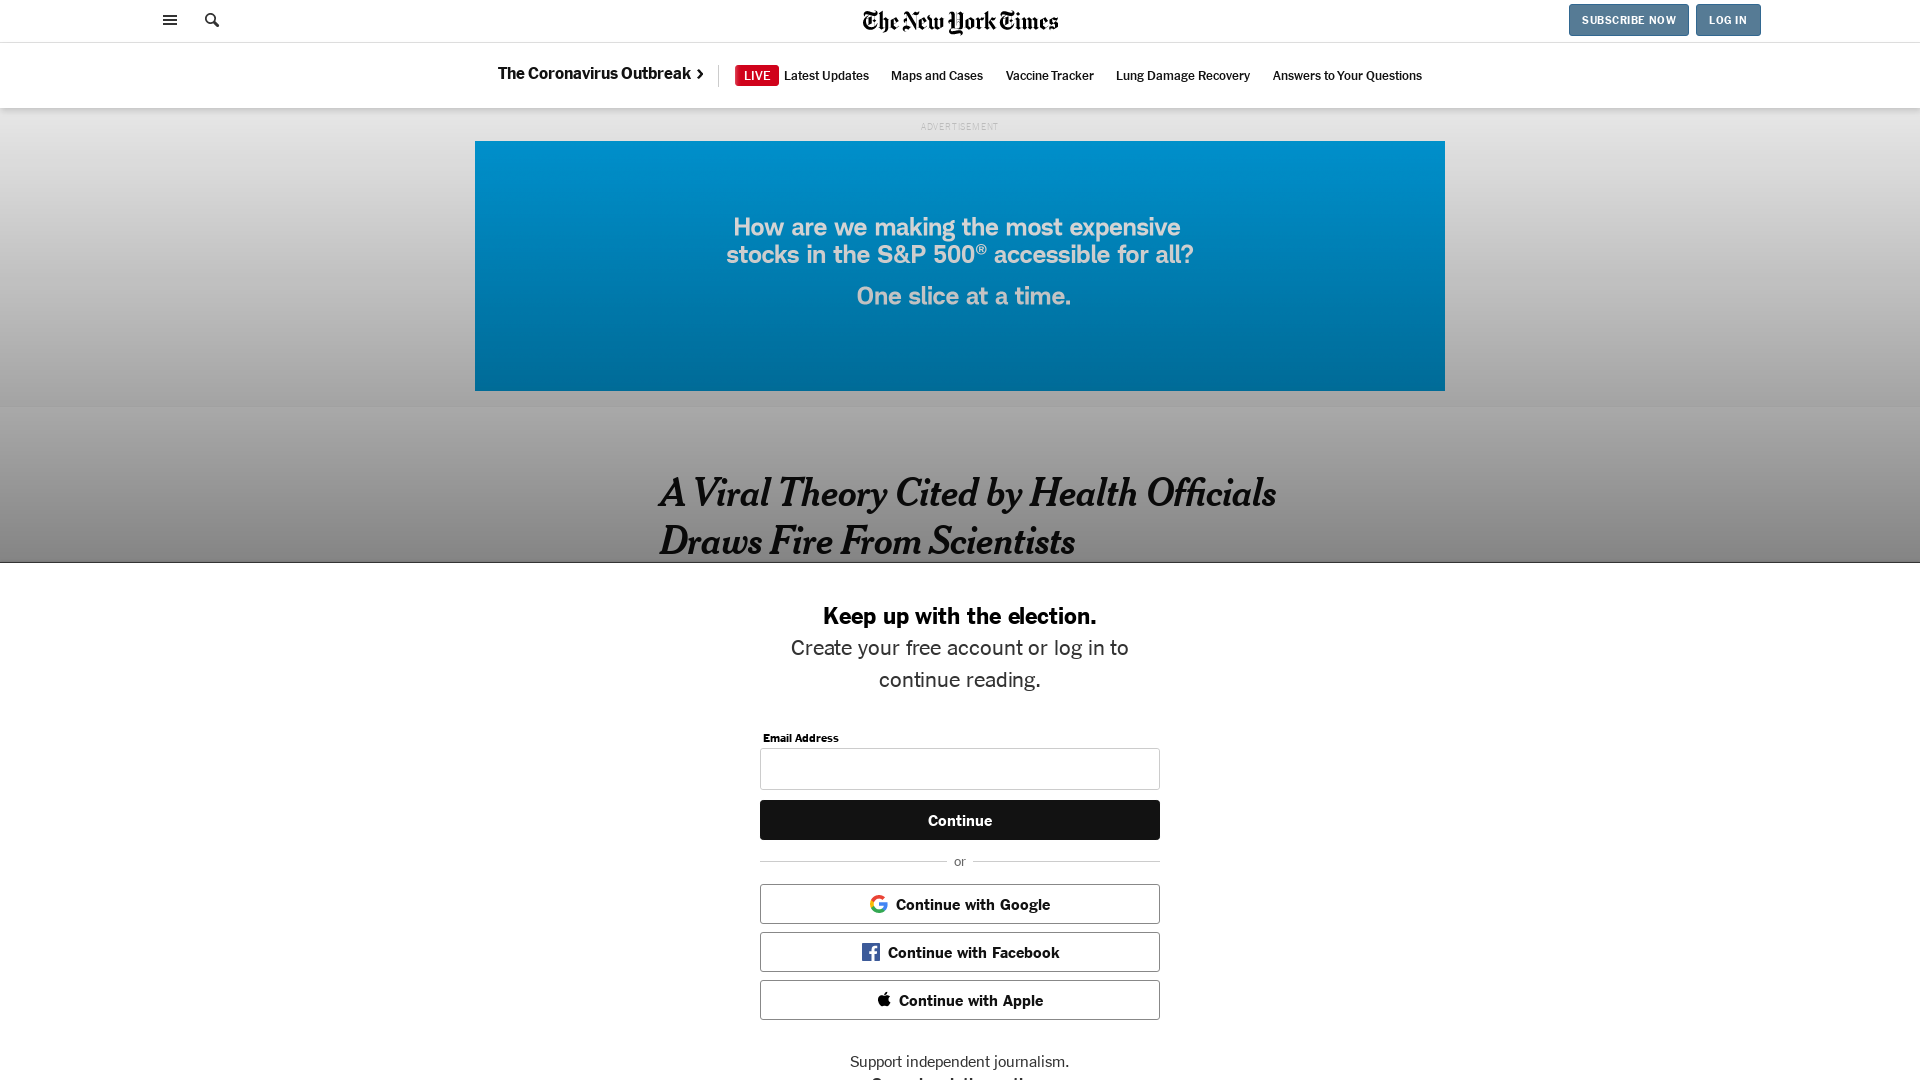 The New York Times
SUBSCRIBE NOW
LOG IN
The Coronavirus Outbreak
LIVE Latest Updates
Maps and Cases
Vaccine Tracker
Lung Damage Recovery
Answers to Your Questions
ADVERTISEMENT
How are we making the most expensive
stocks in the S&P 500® accessible for all?
One slice at a time.
A Viral Theory Cited by Health Officials
Draws Fire From Scientists
Keep up with the election.
Create your free account or log in to
continue reading.
Email Address
Continue
or
Continue with Google
Continue with Facebook
Continue with Apple
Support independent journalism.